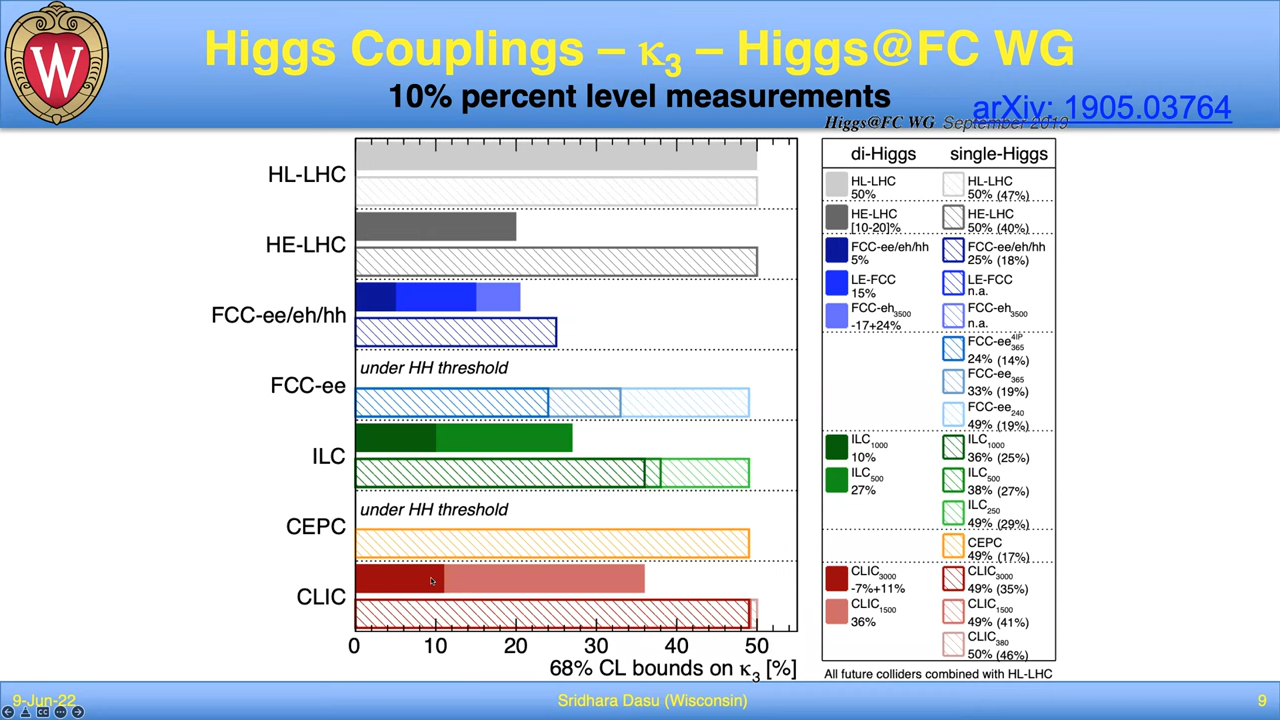 W
Higgs Couplings – κ₃ – Higgs@FC WG
10% percent level measurements
arXiv: 1905.03764
Higgs@FC WG September 2019
HL-LHC
HE-LHC
FCC-ee/eh/hh
FCC-ee
under HH threshold
ILC
CEPC
under HH threshold
CLIC
0 10 20 30 40 50
68% CL bounds on κ₃ [%]
di-Higgs single-Higgs
HL-LHC HL-LHC
50% 50% (47%)
HE-LHC HE-LHC
[10-20]% 50% (40%)
FCC-ee/eh/hh FCC-ee/eh/hh
5% 25% (18%)
LE-FCC LE-FCC
15% n.a.
FCC-eh3500 FCC-eh3500
-17+24% n.a.
FCC-ee4IP365
24% (14%)
FCC-ee365
33% (19%)
FCC-ee240
49% (19%)
ILC1000 ILC1000
10% 36% (25%)
ILC500 ILC500
27% 38% (27%)
ILC250
49% (29%)
CEPC
49% (17%)
CLIC3000 CLIC3000
-7%+11% 49% (35%)
CLIC1500 CLIC1500
36% 49% (41%)
CLIC380
50% (46%)
All future colliders combined with HL-LHC
9-Jun-22 Sridhara Dasu (Wisconsin) 9